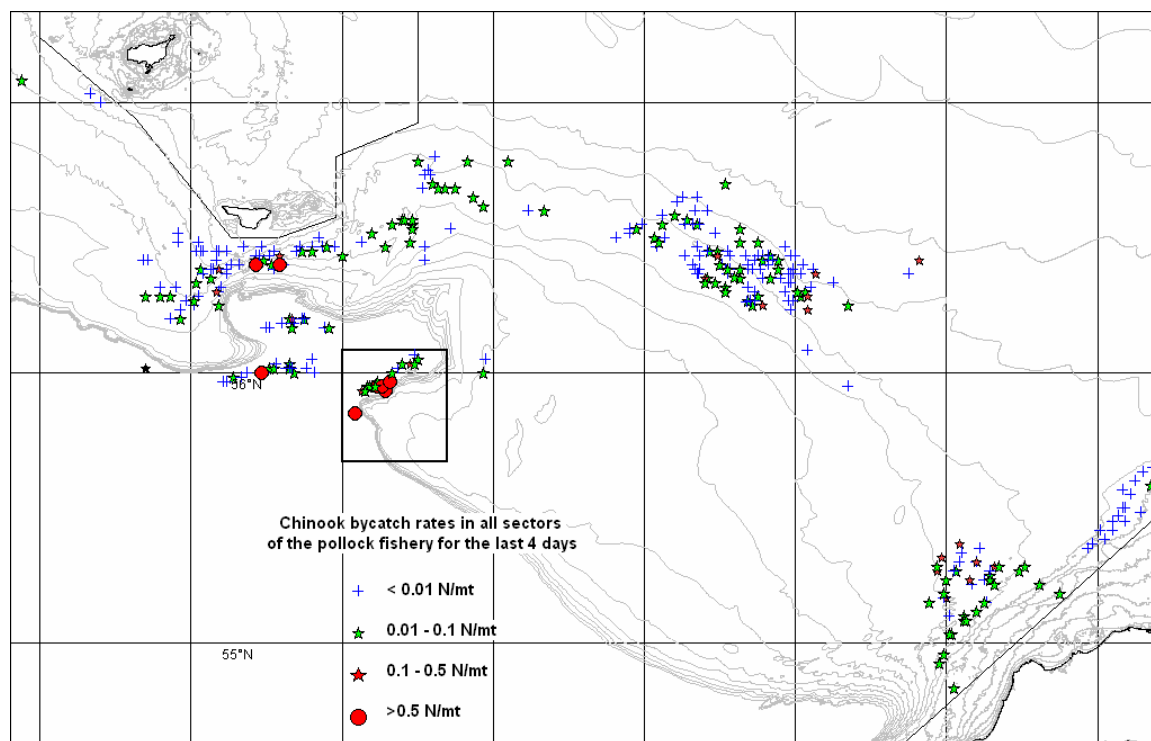 56°N
Chinook bycatch rates in all sectors
of the pollock fishery for the last 4 days
< 0.01 N/mt
0.01 - 0.1 N/mt
55°N
0.1 - 0.5 N/mt
>0.5 N/mt